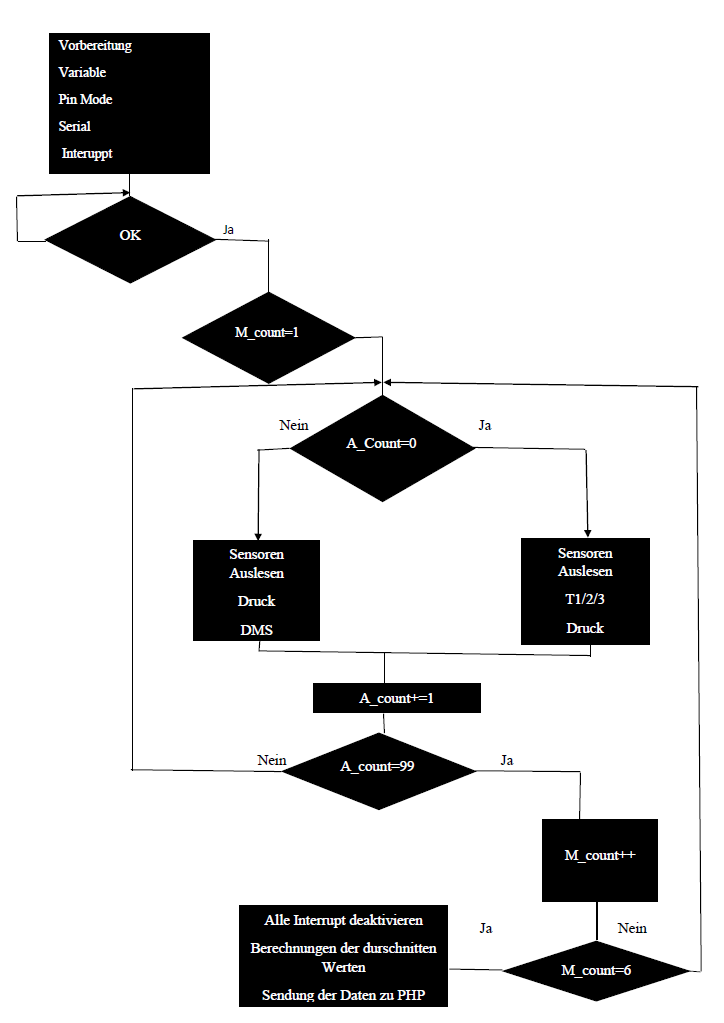 Vorbereitung
Variable
Pin Mode
Serial
Interuppt
OK
Ja
M_count=1
Nein
Ja
A_Count=0
Sensoren
Auslesen
Druck
DMS
Sensoren
Auslesen
T1/2/3
Druck
A_count+=1
Nein
Ja
A_count=99
M_count++
Ja
Nein
M_count=6
Alle Interrupt deaktivieren
Berechnungen der durschnitten
Werten
Sendung der Daten zu PHP